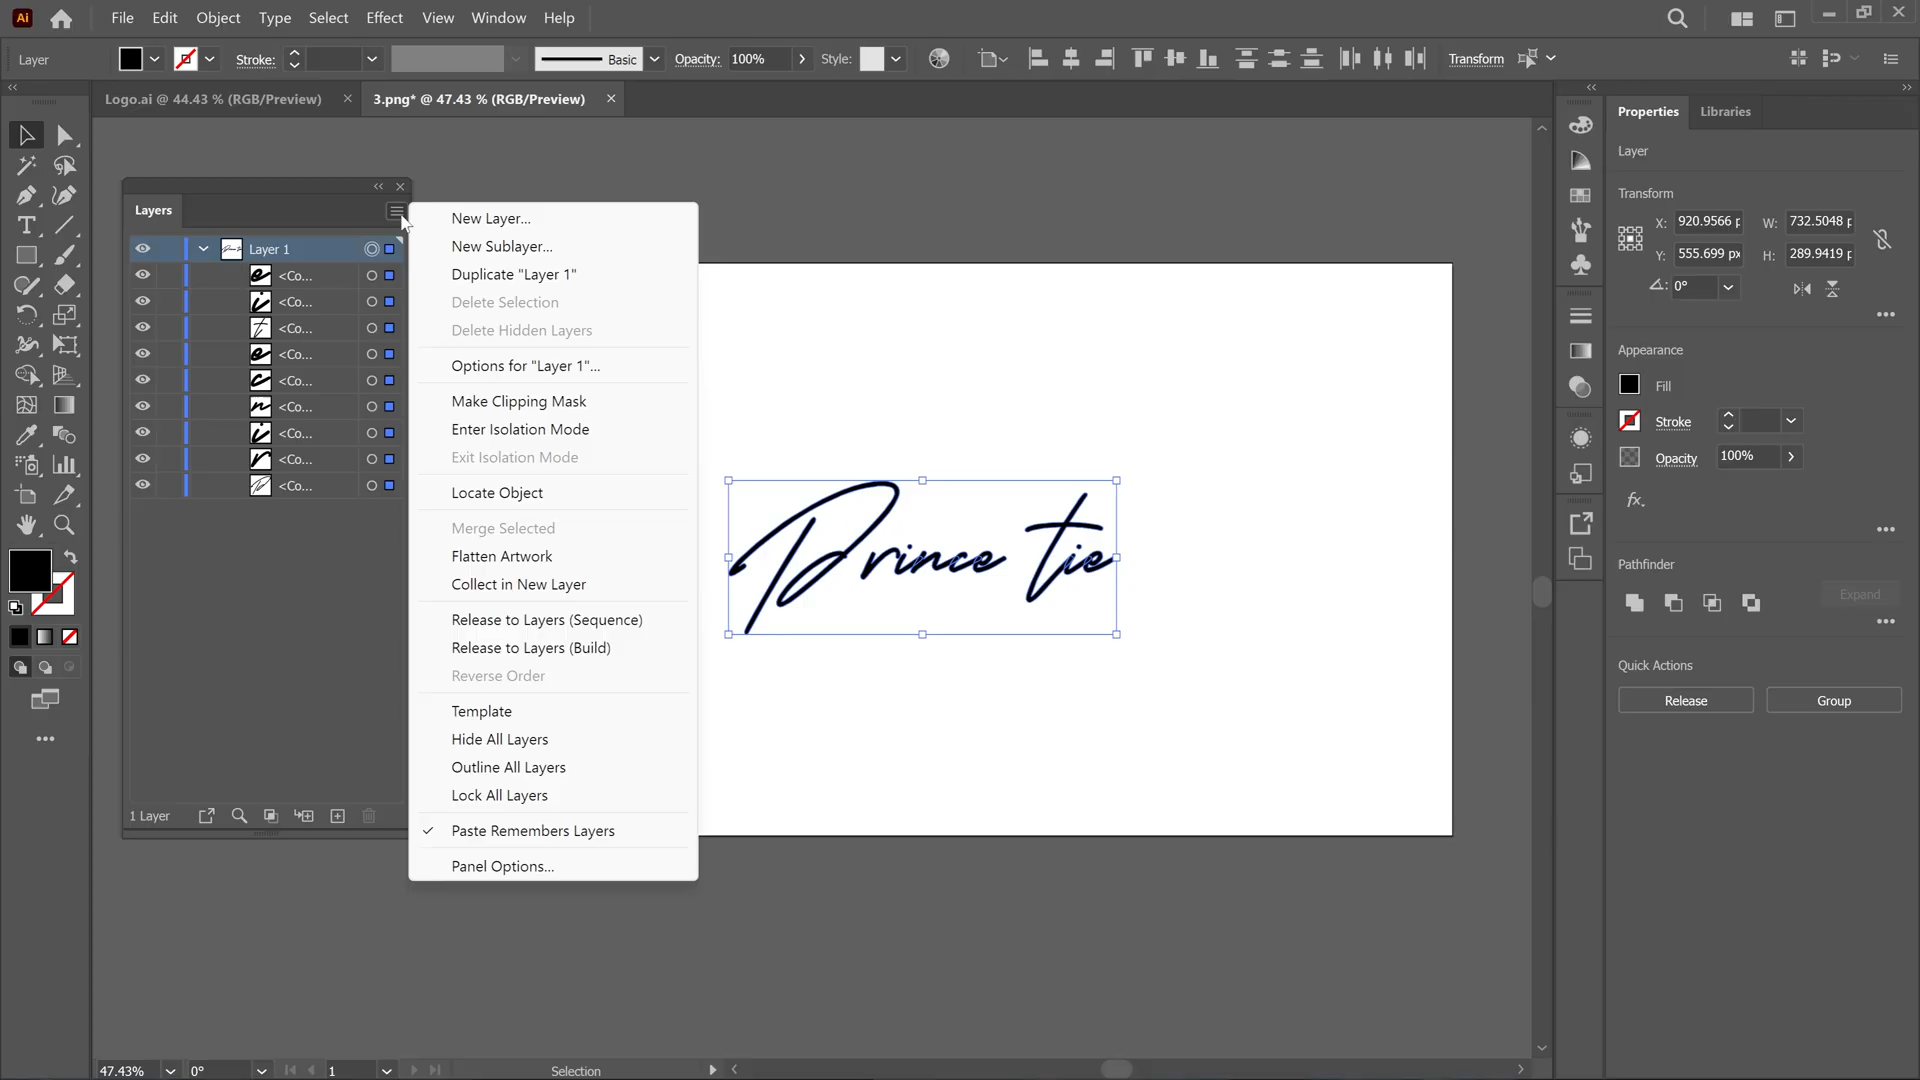 Ai File Edit Object Type Select Effect View Window Help
Layer Stroke: Basic Opacity: 100% Style: Transform
Logo.ai @ 44.43 % (RGB/Preview) 3.png* @ 47.43 % (RGB/Preview)
Layers
Layer 1
<Co...
<Co...
<Co...
<Co...
<Co...
<Co...
<Co...
<Co...
<Co...
1 Layer
New Layer...
New Sublayer...
Duplicate "Layer 1"
Delete Selection
Delete Hidden Layers
Options for "Layer 1"...
Make Clipping Mask
Enter Isolation Mode
Exit Isolation Mode
Locate Object
Merge Selected
Flatten Artwork
Collect in New Layer
Release to Layers (Sequence)
Release to Layers (Build)
Reverse Order
Template
Hide All Layers
Outline All Layers
Lock All Layers
Paste Remembers Layers
Panel Options...
Prince tie
Properties Libraries
Layer
Transform
X: 920.9566 p W: 732.5048 p
Y: 555.699 px H: 289.9419 p
0°
Appearance
Fill
Stroke
Opacity 100%
fx.
Pathfinder
Expand
Quick Actions
Release Group
47.43% 0° 1 Selection